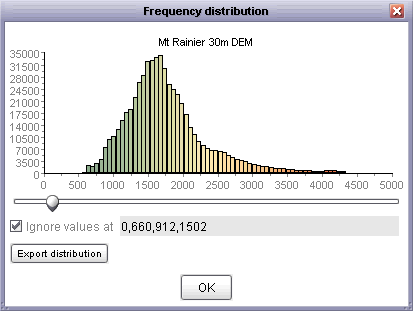 Frequency distribution
Mt Rainier 30m DEM
35000
31500
28000
24500
21000
17500
14000
10500
7000
3500
0
0 500 1000 1500 2000 2500 3000 3500 4000 4500 5000
Ignore values at 0,660,912,1502
Export distribution
OK